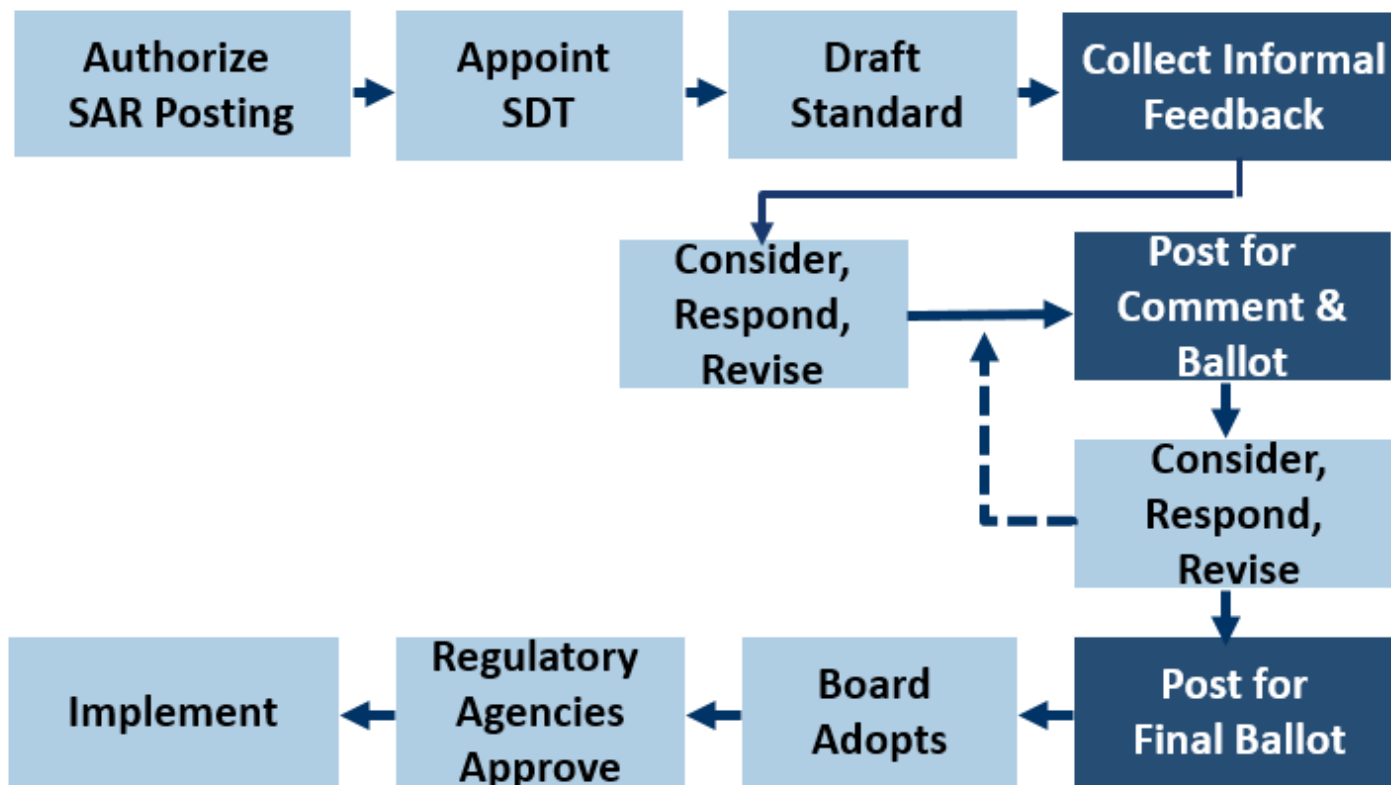 Authorize
SAR Posting
Appoint
SDT
Draft
Standard
Collect Informal
Feedback
Consider,
Respond,
Revise
Post for
Comment &
Ballot
Consider,
Respond,
Revise
Implement
Regulatory
Agencies
Approve
Board
Adopts
Post for
Final Ballot